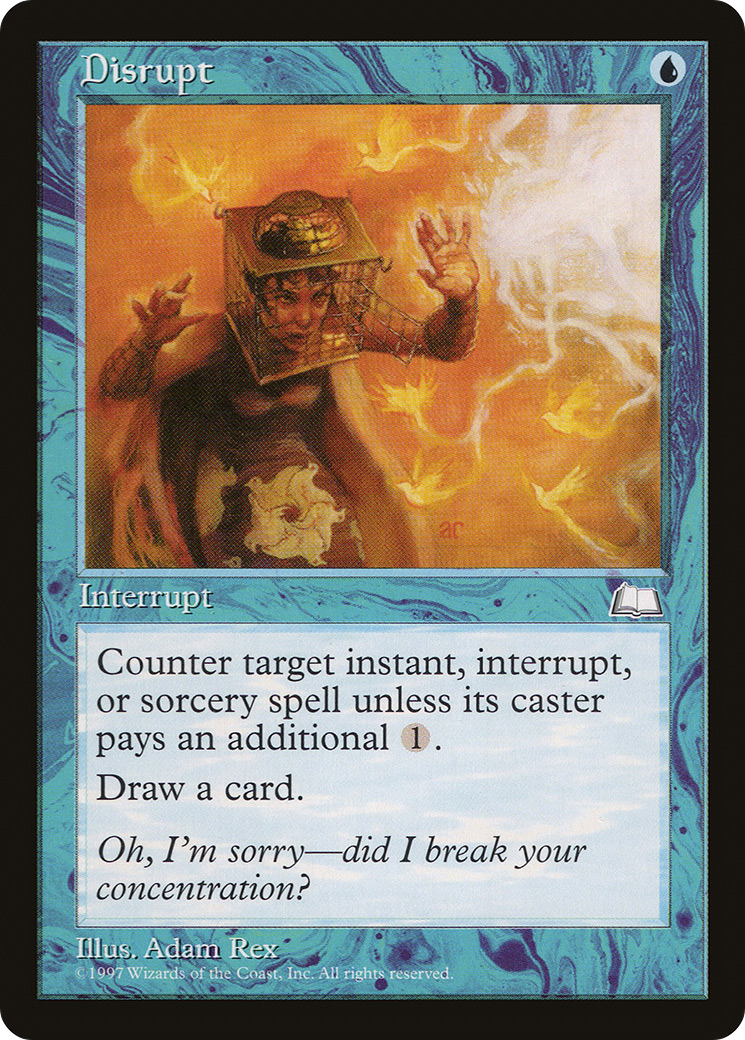 Disrupt
ar
Interrupt
Counter target instant, interrupt,
or sorcery spell unless its caster
pays an additional 1.
Draw a card.
Oh, I'm sorry—did I break your
concentration?
Illus. Adam Rex
©1997 Wizards of the Coast, Inc. All rights reserved.